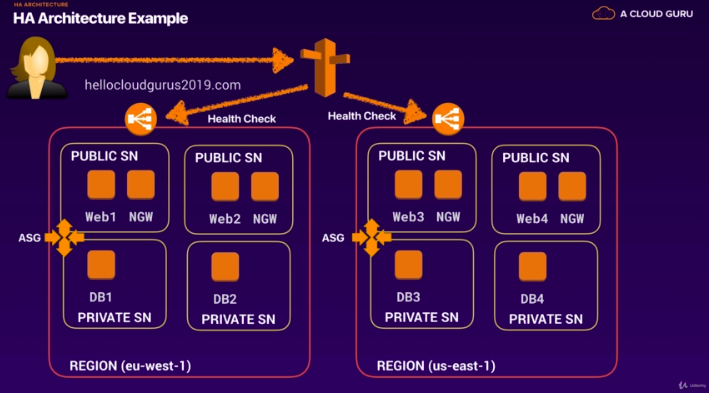 HA ARCHITECTURE
HA Architecture Example
A CLOUD GURU
hellocloudgurus2019.com
Health Check
Health Check
PUBLIC SN
Web1 NGW
PUBLIC SN
Web2 NGW
ASG
DB1
PRIVATE SN
DB2
PRIVATE SN
REGION (eu-west-1)
PUBLIC SN
Web3 NGW
PUBLIC SN
Web4 NGW
ASG
DB3
PRIVATE SN
DB4
PRIVATE SN
REGION (us-east-1)